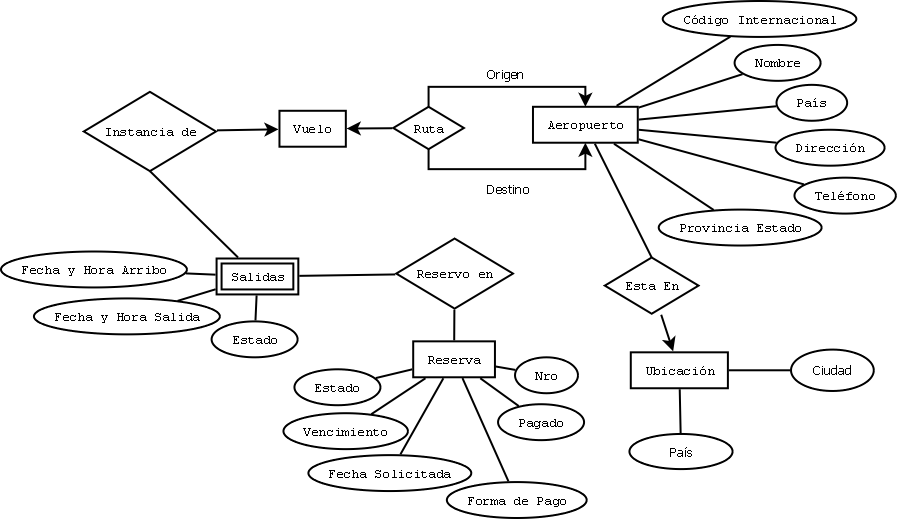 Código Internacional
Nombre
Origen
País
Instancia de
Vuelo
Ruta
Aeropuerto
Dirección
Destino
Teléfono
Provincia Estado
Fecha y Hora Arribo
Salidas
Reservo en
Esta En
Fecha y Hora Salida
Estado
Reserva
Ubicación
Ciudad
Estado
Nro
Vencimiento
Pagado
País
Fecha Solicitada
Forma de Pago